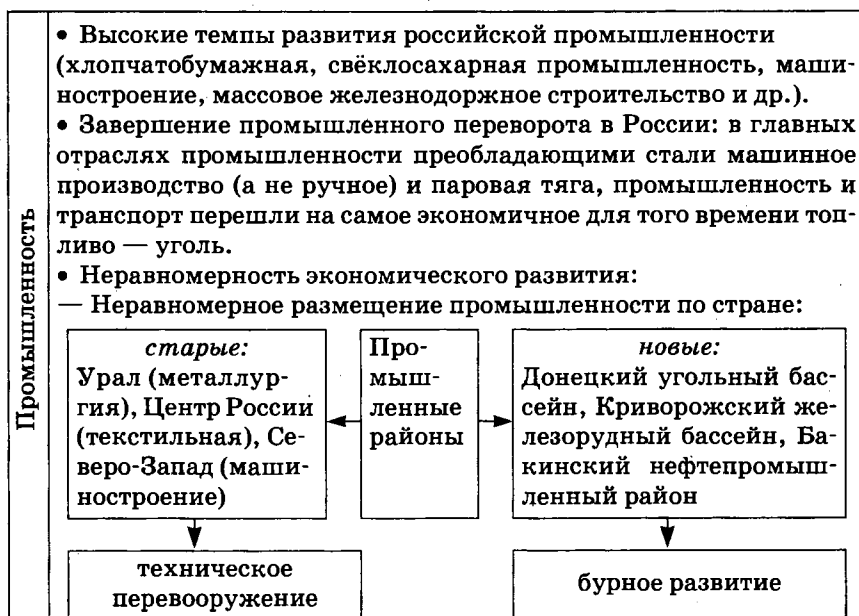 Промышленность
• Высокие темпы развития российской промышленности
(хлопчатобумажная, свёклосахарная промышленность, маши-
ностроение, массовое железнодоржное строительство и др.).
• Завершение промышленного переворота в России: в главных
отраслях промышленности преобладающими стали машинное
производство (а не ручное) и паровая тяга, промышленность и
транспорт перешли на самое экономичное для того времени топ-
ливо — уголь.
• Неравномерность экономического развития:
— Неравномерное размещение промышленности по стране:
старые:
Урал (металлур-
гия), Центр России
(текстильная), Се-
веро-Запад (маши-
ностроение)
Про-
мыш-
ленные
районы
новые:
Донецкий угольный бас-
сейн, Криворожский же-
лезорудный бассейн, Ба-
кинский нефтепромыш-
ленный район
техническое
перевооружение
бурное развитие